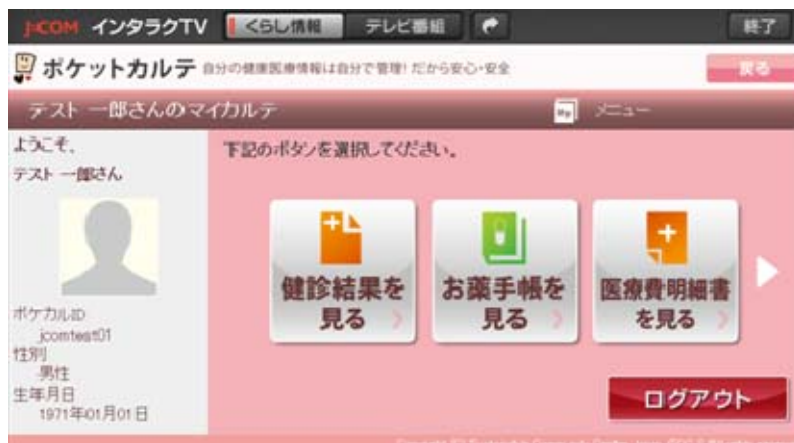 J:COM インタラクTV くらし情報 テレビ番組 終了
ポケットカルテ 自分の健康医療情報は自分で管理! だから安心・安全 戻る
テスト 一郎さんのマイカルテ My メニュー
ようこそ、
テスト 一郎さん
下記のボタンを選択してください。
健診結果を
見る
お薬手帳を
見る
医療費明細書
を見る
ポケカルID
jcomtest01
性別
男性
生年月日
1971年01月01日
ログアウト